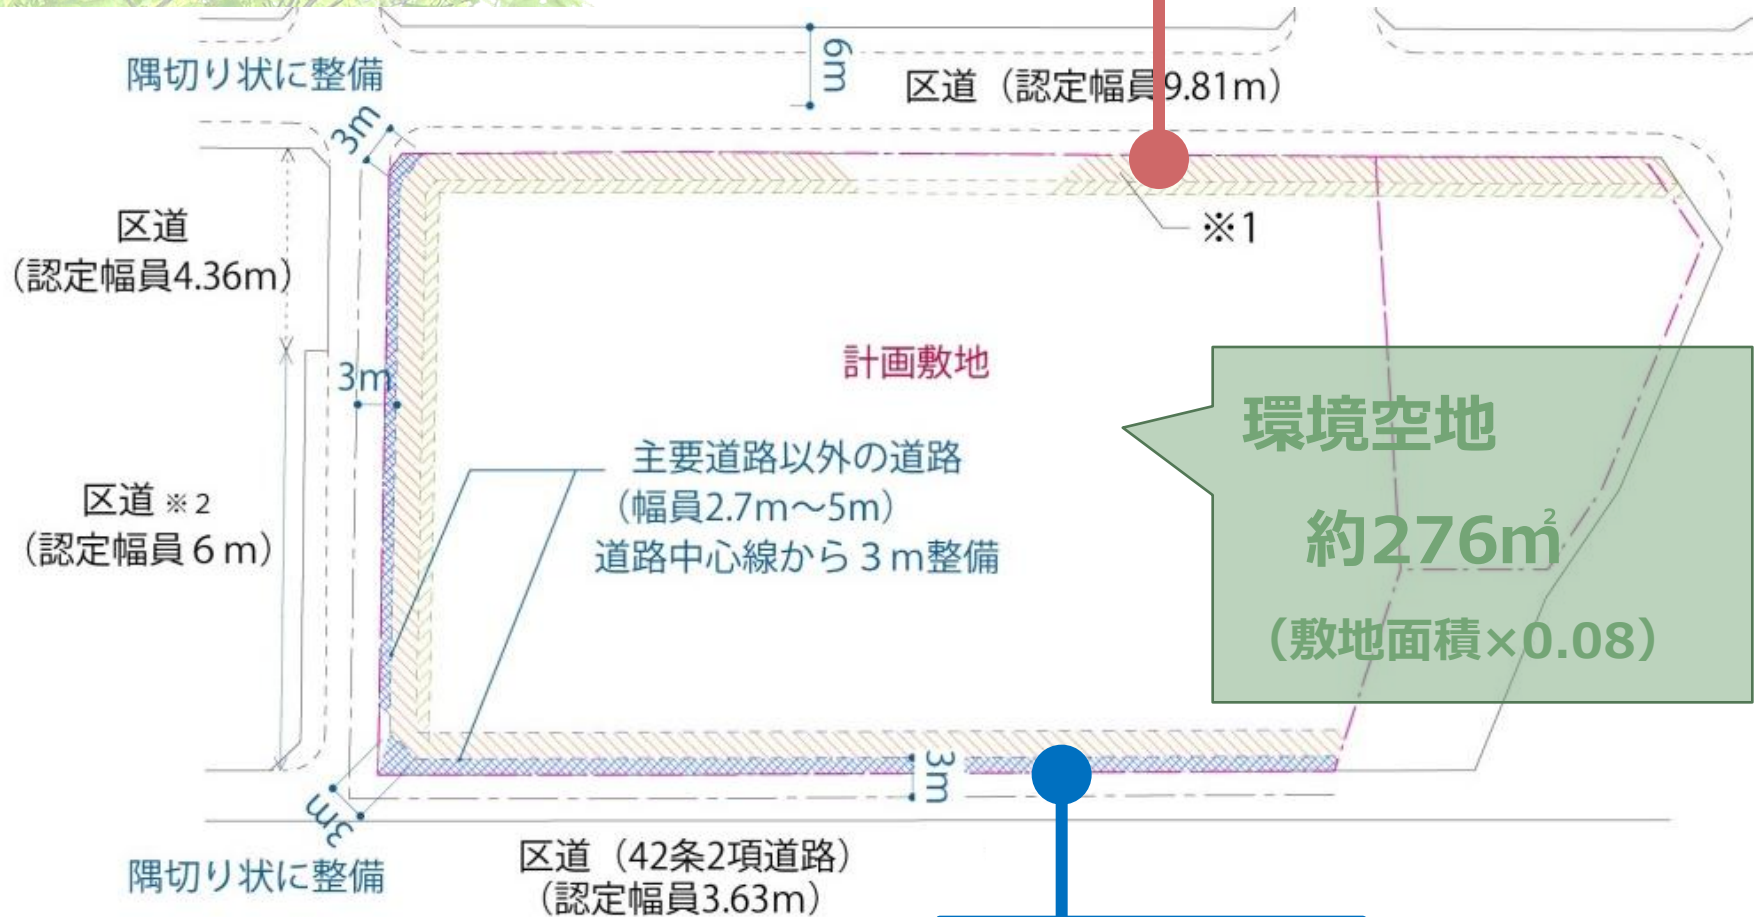 隅切り状に整備
6m
区道（認定幅員9.81m）
3m
区道
（認定幅員4.36m）
※1
計画敷地
3m
環境空地
約276㎡
（敷地面積×0.08）
主要道路以外の道路
（幅員2.7m～5m）
道路中心線から３ｍ整備
区道 ※２
（認定幅員６ｍ）
3m
3m
隅切り状に整備
区道（42条2項道路）
（認定幅員3.63m）